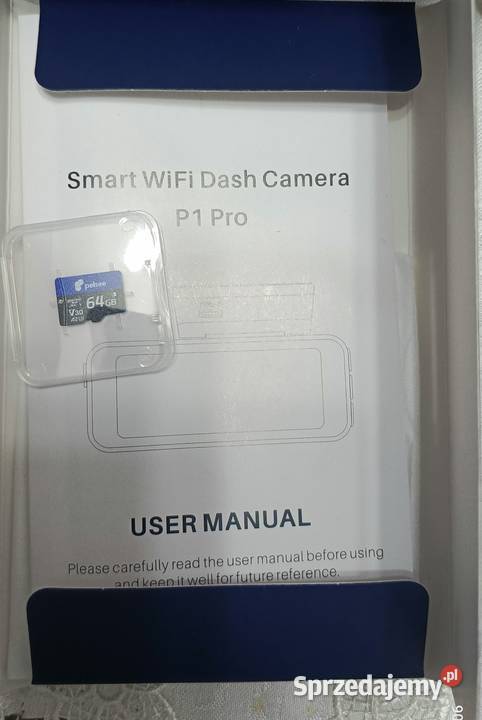 Smart WiFi Dash Camera
P1 Pro
pelsee
64GB
V30
USER MANUAL
Please carefully read the user manual before using
and keep it well for future reference.
Sprzedajemy.pl
06